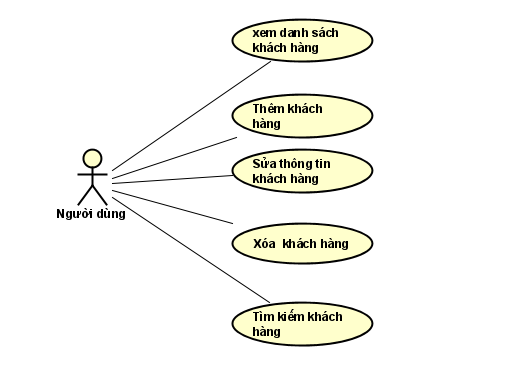 xem danh sách
khách hàng
Thêm khách
hàng
Sửa thông tin
khách hàng
Người dùng
Xóa khách hàng
Tìm kiếm khách
hàng